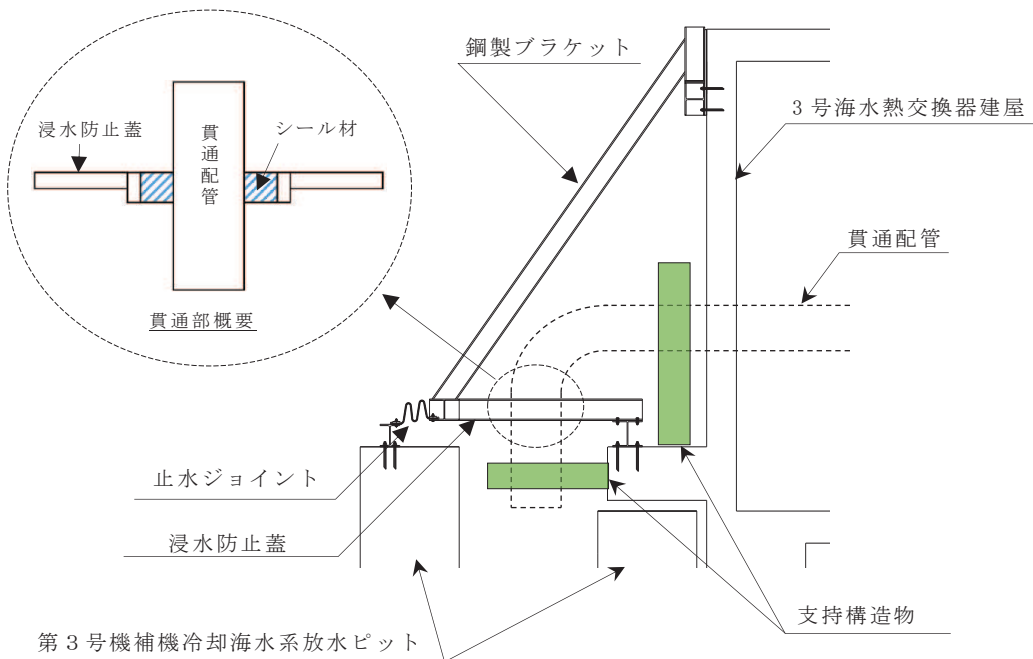 鋼製ブラケット
3号海水熱交換器建屋
浸水防止蓋
貫通配管
シール材
貫通部概要
貫通配管
止水ジョイント
浸水防止蓋
支持構造物
第3号機補機冷却海水系放水ピット